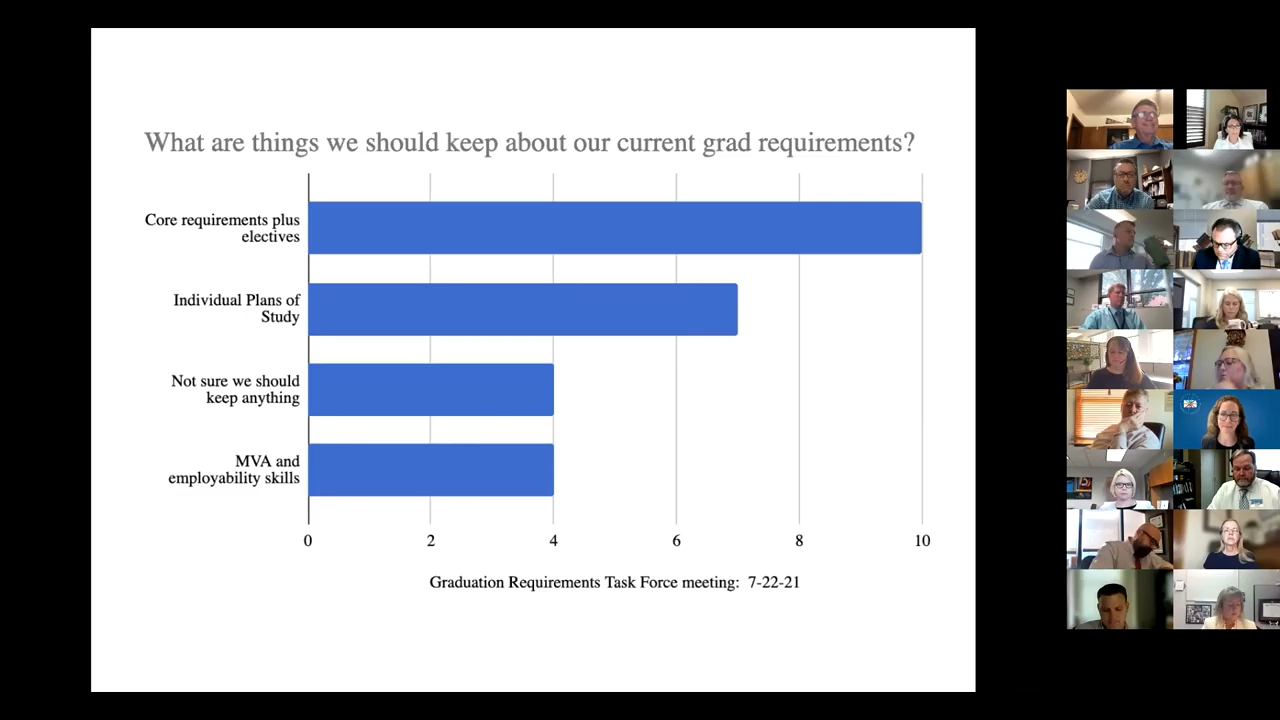 What are things we should keep about our current grad requirements?
Core requirements plus
electives
Individual Plans of
Study
Not sure we should
keep anything
MVA and
employability skills
0 2 4 6 8 10
Graduation Requirements Task Force meeting: 7-22-21